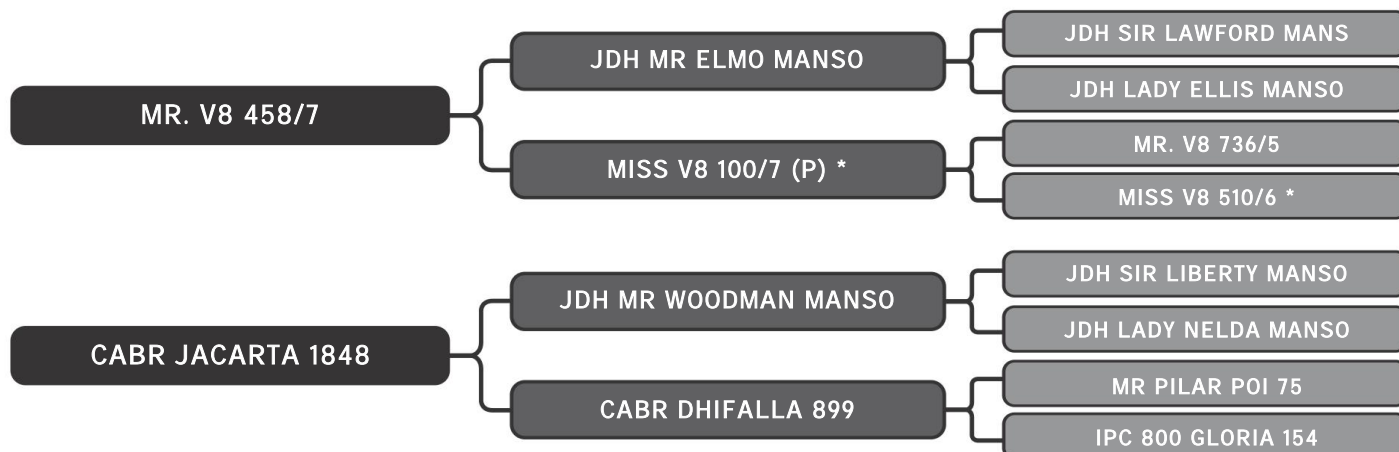 JDH SIR LAWFORD MANS
JDH MR ELMO MANSO
JDH LADY ELLIS MANSO
MR. V8 458/7
MR. V8 736/5
MISS V8 100/7 (P) *
MISS V8 510/6 *
JDH SIR LIBERTY MANSO
JDH MR WOODMAN MANSO
JDH LADY NELDA MANSO
CABR JACARTA 1848
MR PILAR POI 75
CABR DHIFALLA 899
IPC 800 GLORIA 154